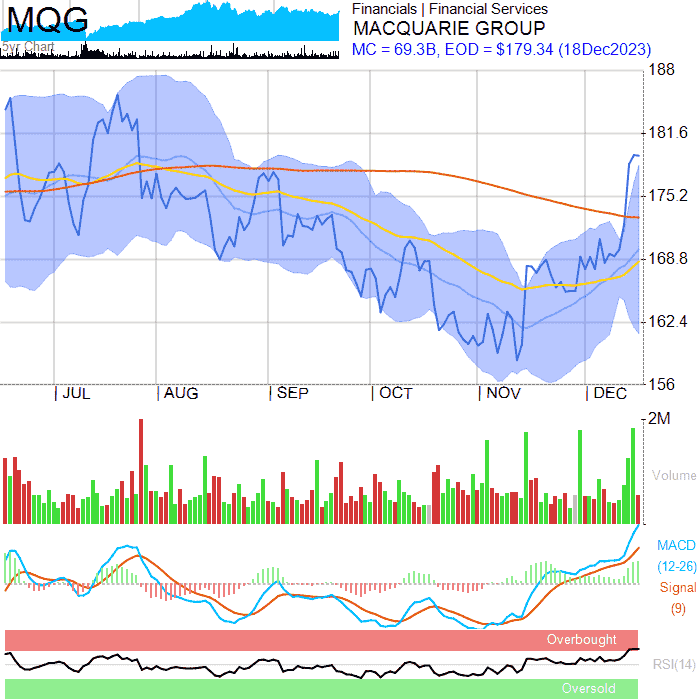 MQG
5yr Chart
Financials | Financial Services
MACQUARIE GROUP
MC = 69.3B, EOD = $179.34 (18Dec2023)
188
181.6
175.2
168.8
162.4
156
JUL AUG SEP OCT NOV DEC
2M
Volume
MACD
(12-26)
Signal
(9)
Overbought
RSI(14)
Oversold